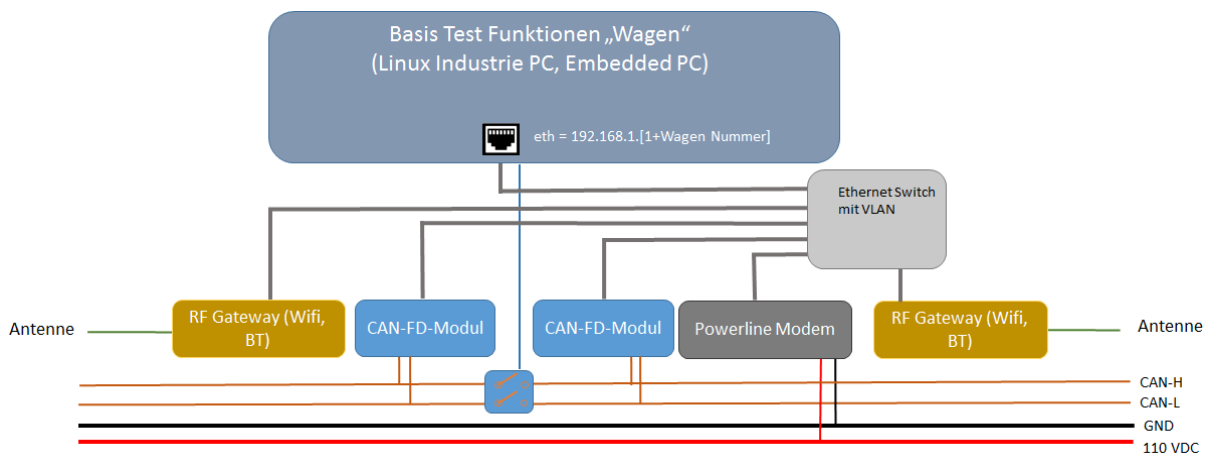 Basis Test Funktionen „Wagen“
(Linux Industrie PC, Embedded PC)
eth = 192.168.1.[1+Wagen Nummer]
Ethernet Switch
mit VLAN
Antenne
RF Gateway (Wifi,
BT)
CAN-FD-Modul
CAN-FD-Modul
Powerline Modem
RF Gateway (Wifi,
BT)
Antenne
CAN-H
CAN-L
GND
110 VDC